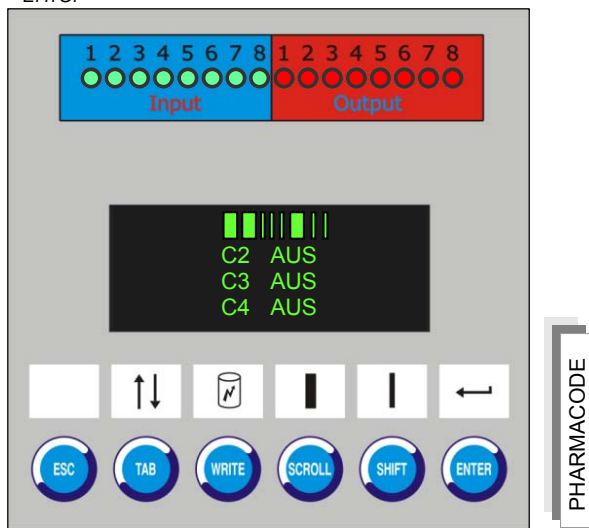 1 2 3 4 5 6 7 8 1 2 3 4 5 6 7 8
Input Output
C2 AUS
C3 AUS
C4 AUS
ESC TAB WRITE SCROLL SHIFT ENTER
PHARMACODE